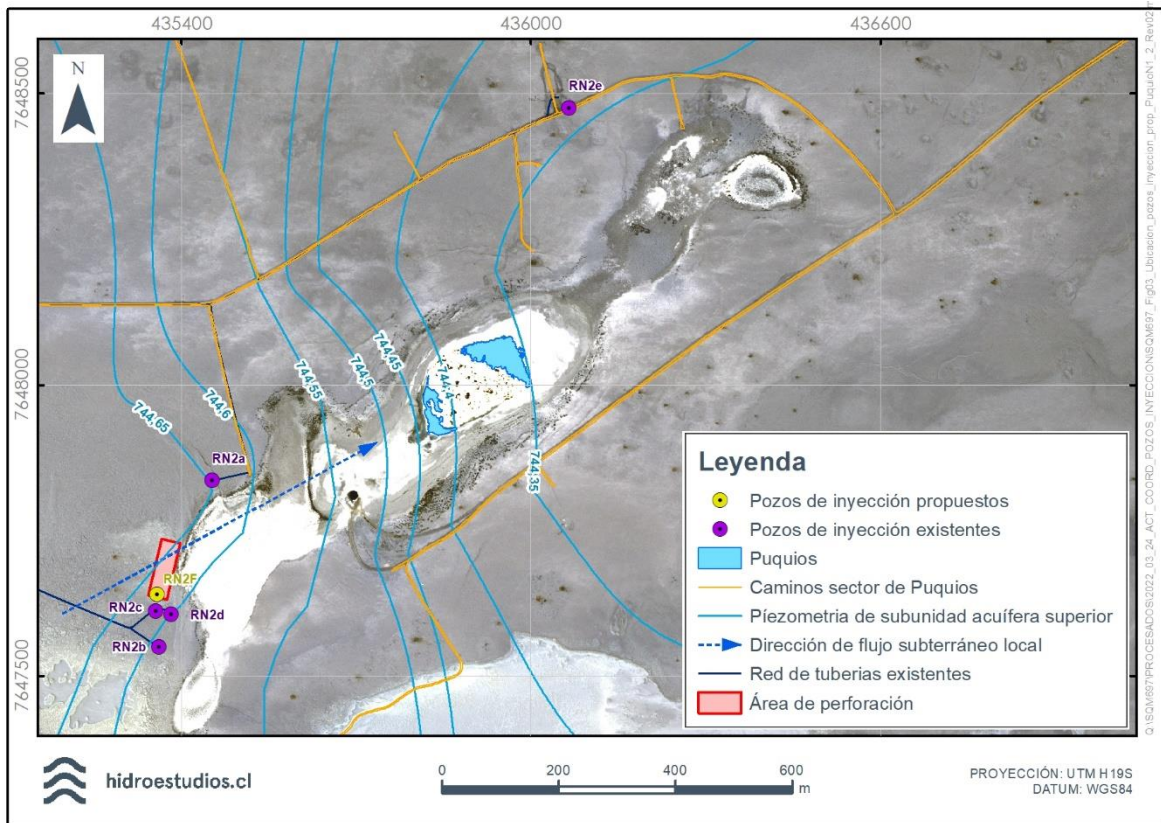 435400
436000
436600
7648500
7648000
7647500
N
RN2e
744,65
744,6
744,55
744,5
744,45
744,4
744,35
RN2a
RN2F
RN2c
RN2d
RN2b
Leyenda
Pozos de inyección propuestos
Pozos de inyección existentes
Puquios
Caminos sector de Puquios
Piezometria de subunidad acuífera superior
Dirección de flujo subterráneo local
Red de tuberias existentes
Área de perforación
hidroestudios.cl
0 200 400 600
m
PROYECCIÓN: UTM H19S
DATUM: WGS84